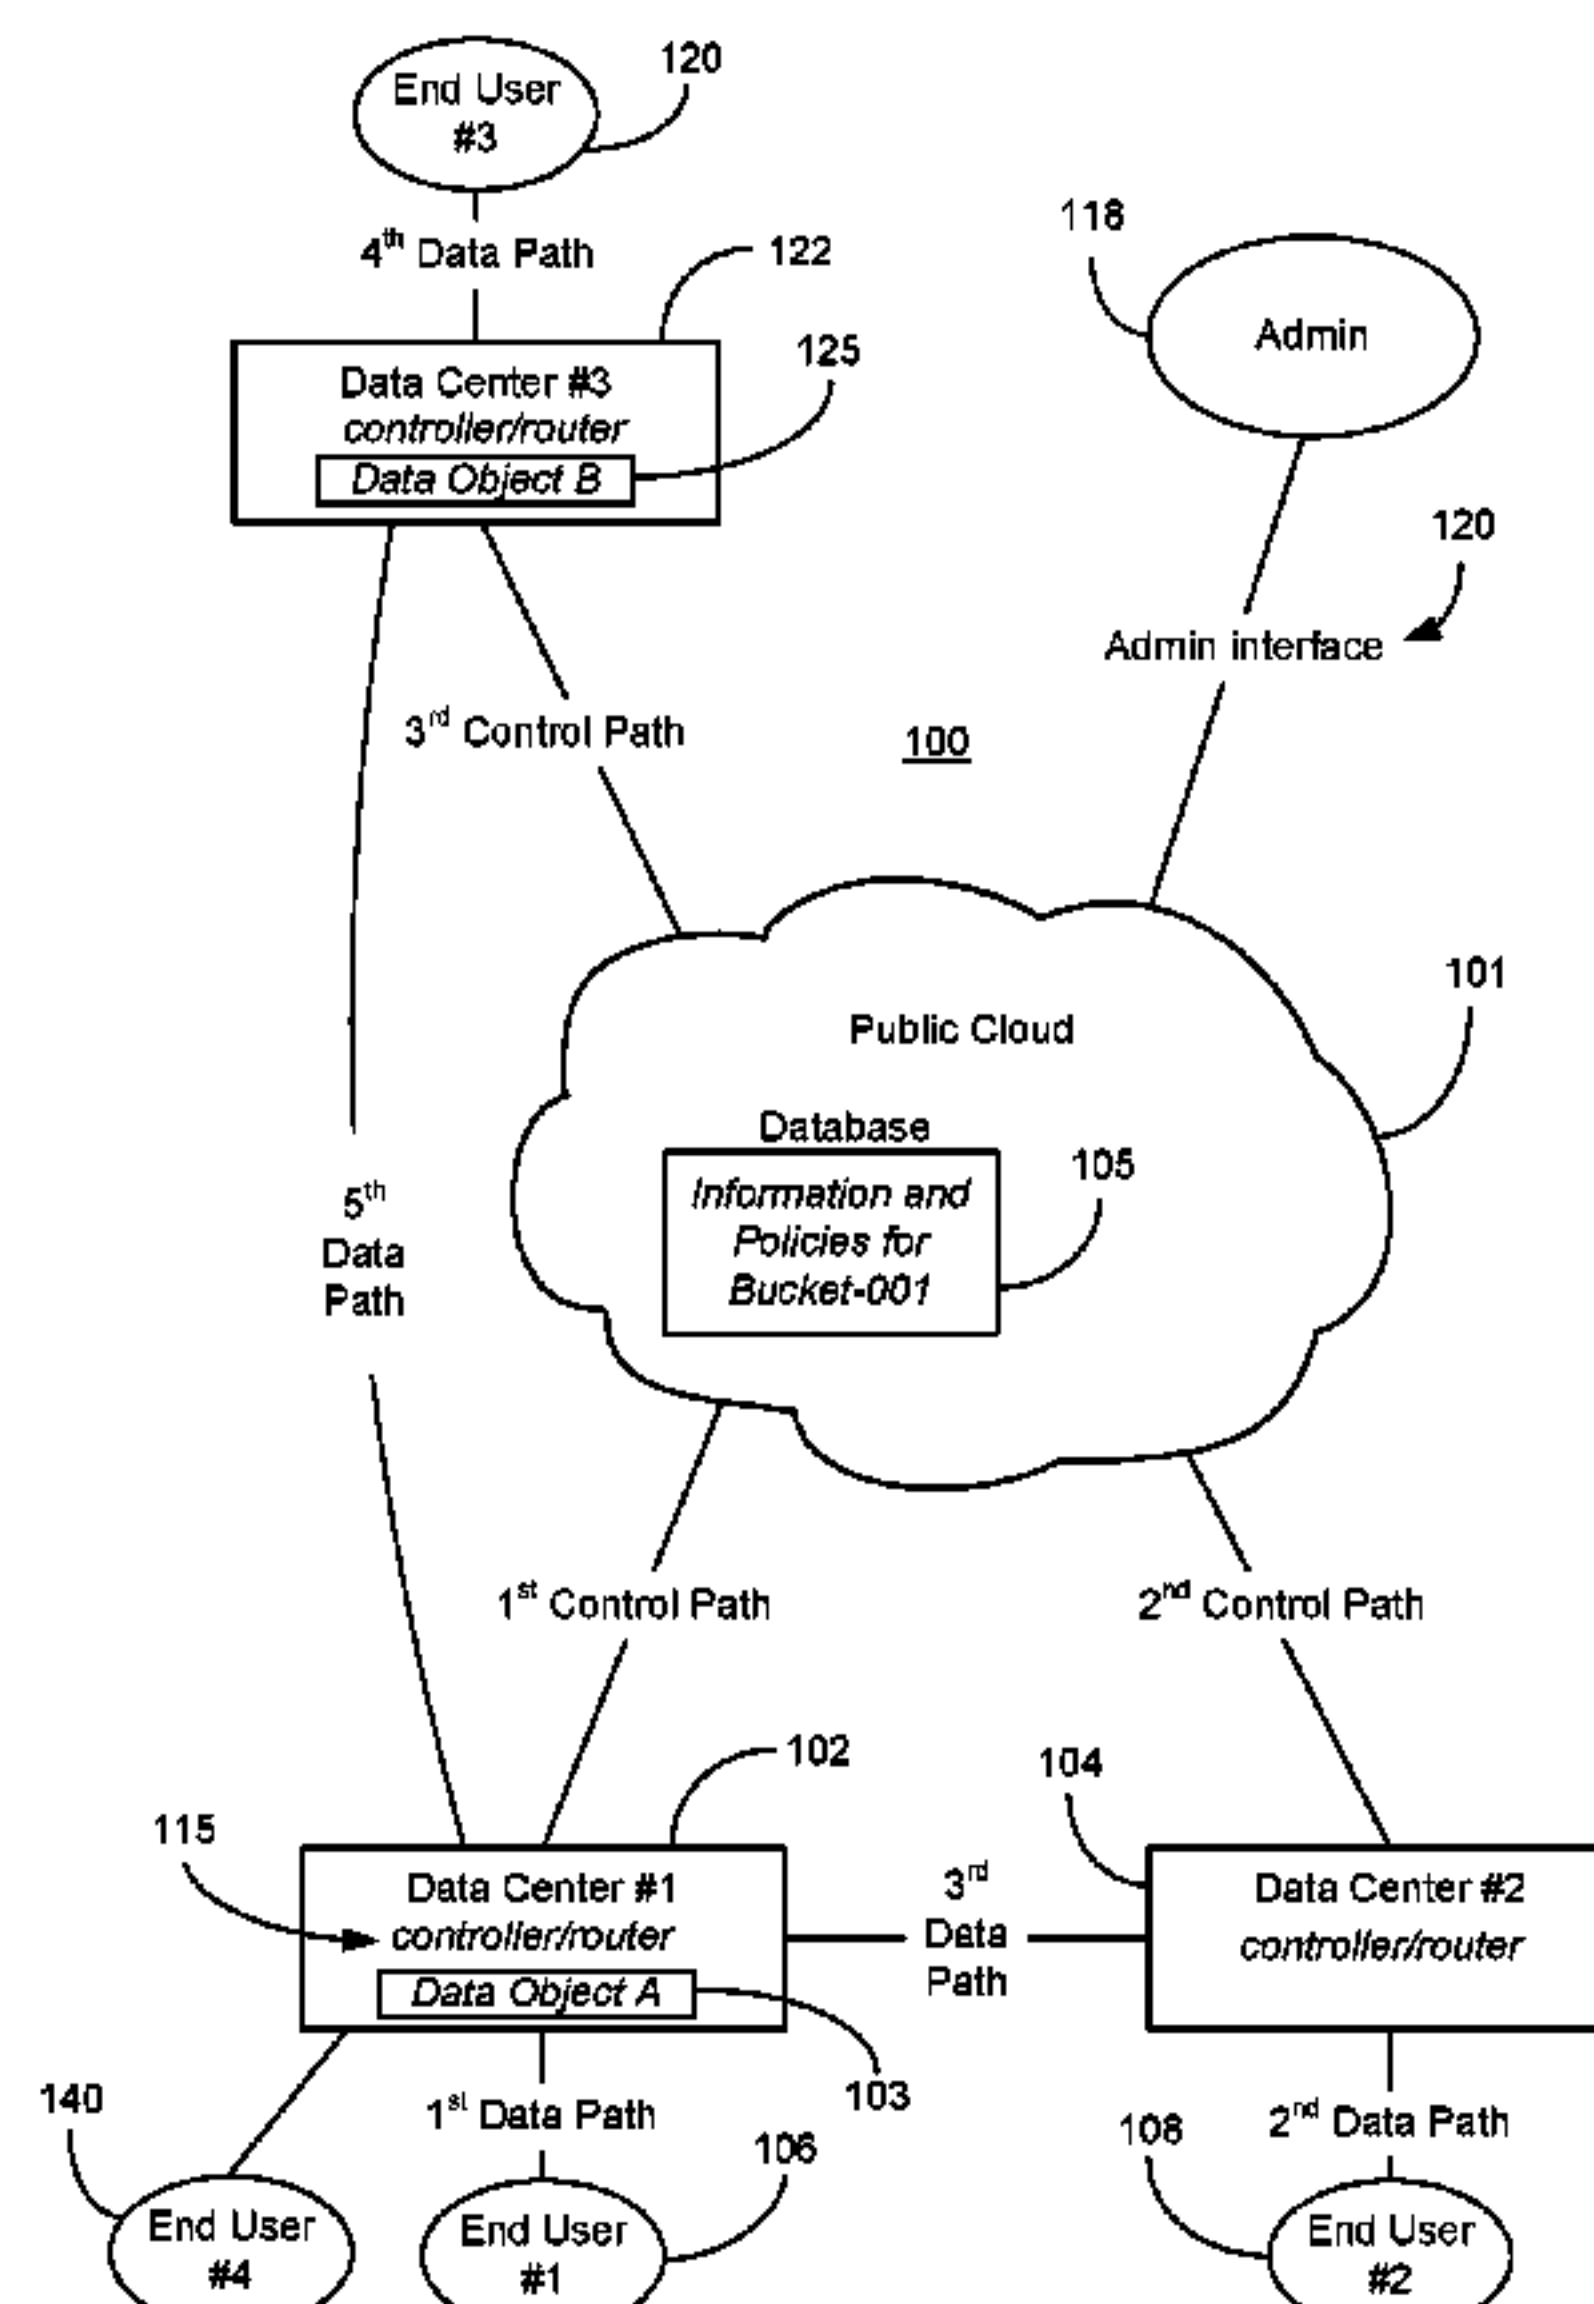 120
End User
#3
118
4th Data Path
122
125
Admin
Data Center #3
controller/router
Data Object B
120
Admin interface
3rd Control Path
100
101
Public Cloud
Database
105
Information and
Policies for
Bucket-001
5th
Data
Path
1st Control Path
2nd Control Path
102
104
115
Data Center #1
controller/router
Data Object A
3rd
Data
Path
Data Center #2
controller/router
140
1st Data Path
103
106
108
2nd Data Path
End User
#4
End User
#1
End User
#2